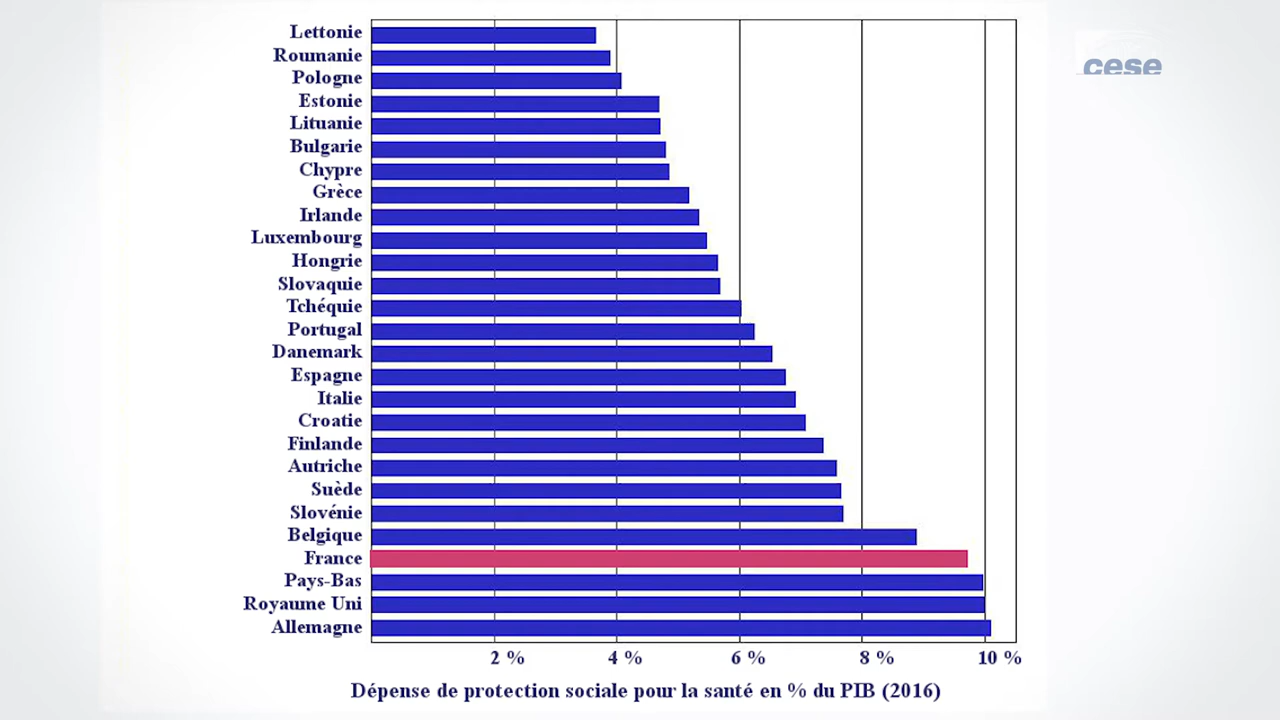 cese
Lettonie
Roumanie
Pologne
Estonie
Lituanie
Bulgarie
Chypre
Grèce
Irlande
Luxembourg
Hongrie
Slovaquie
Tchéquie
Portugal
Danemark
Espagne
Italie
Croatie
Finlande
Autriche
Suède
Slovénie
Belgique
France
Pays-Bas
Royaume Uni
Allemagne
2 % 4 % 6 % 8 % 10 %
Dépense de protection sociale pour la santé en % du PIB (2016)